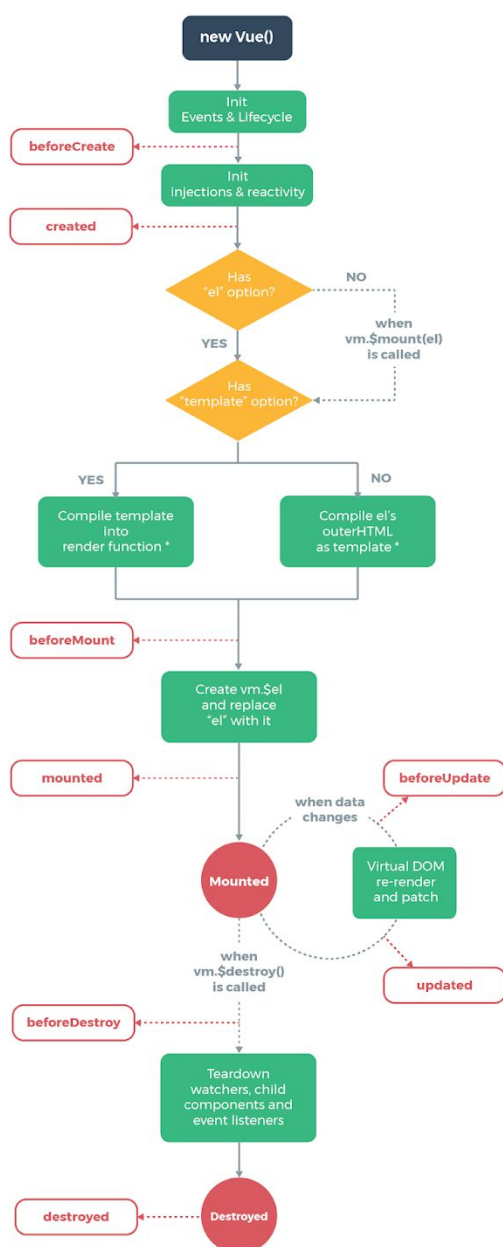 new Vue()
Init
Events & Lifecycle
beforeCreate
Init
injections & reactivity
created
Has
"el" option?
NO
YES
when
vm.$mount(el)
is called
Has
"template" option?
YES
NO
Compile template
into
render function *
Compile el's
outerHTML
as template *
beforeMount
Create vm.$el
and replace
"el" with it
mounted
beforeUpdate
when data
changes
Mounted
Virtual DOM
re-render
and patch
when
vm.$destroy()
is called
updated
beforeDestroy
Teardown
watchers, child
components and
event listeners
destroyed
Destroyed